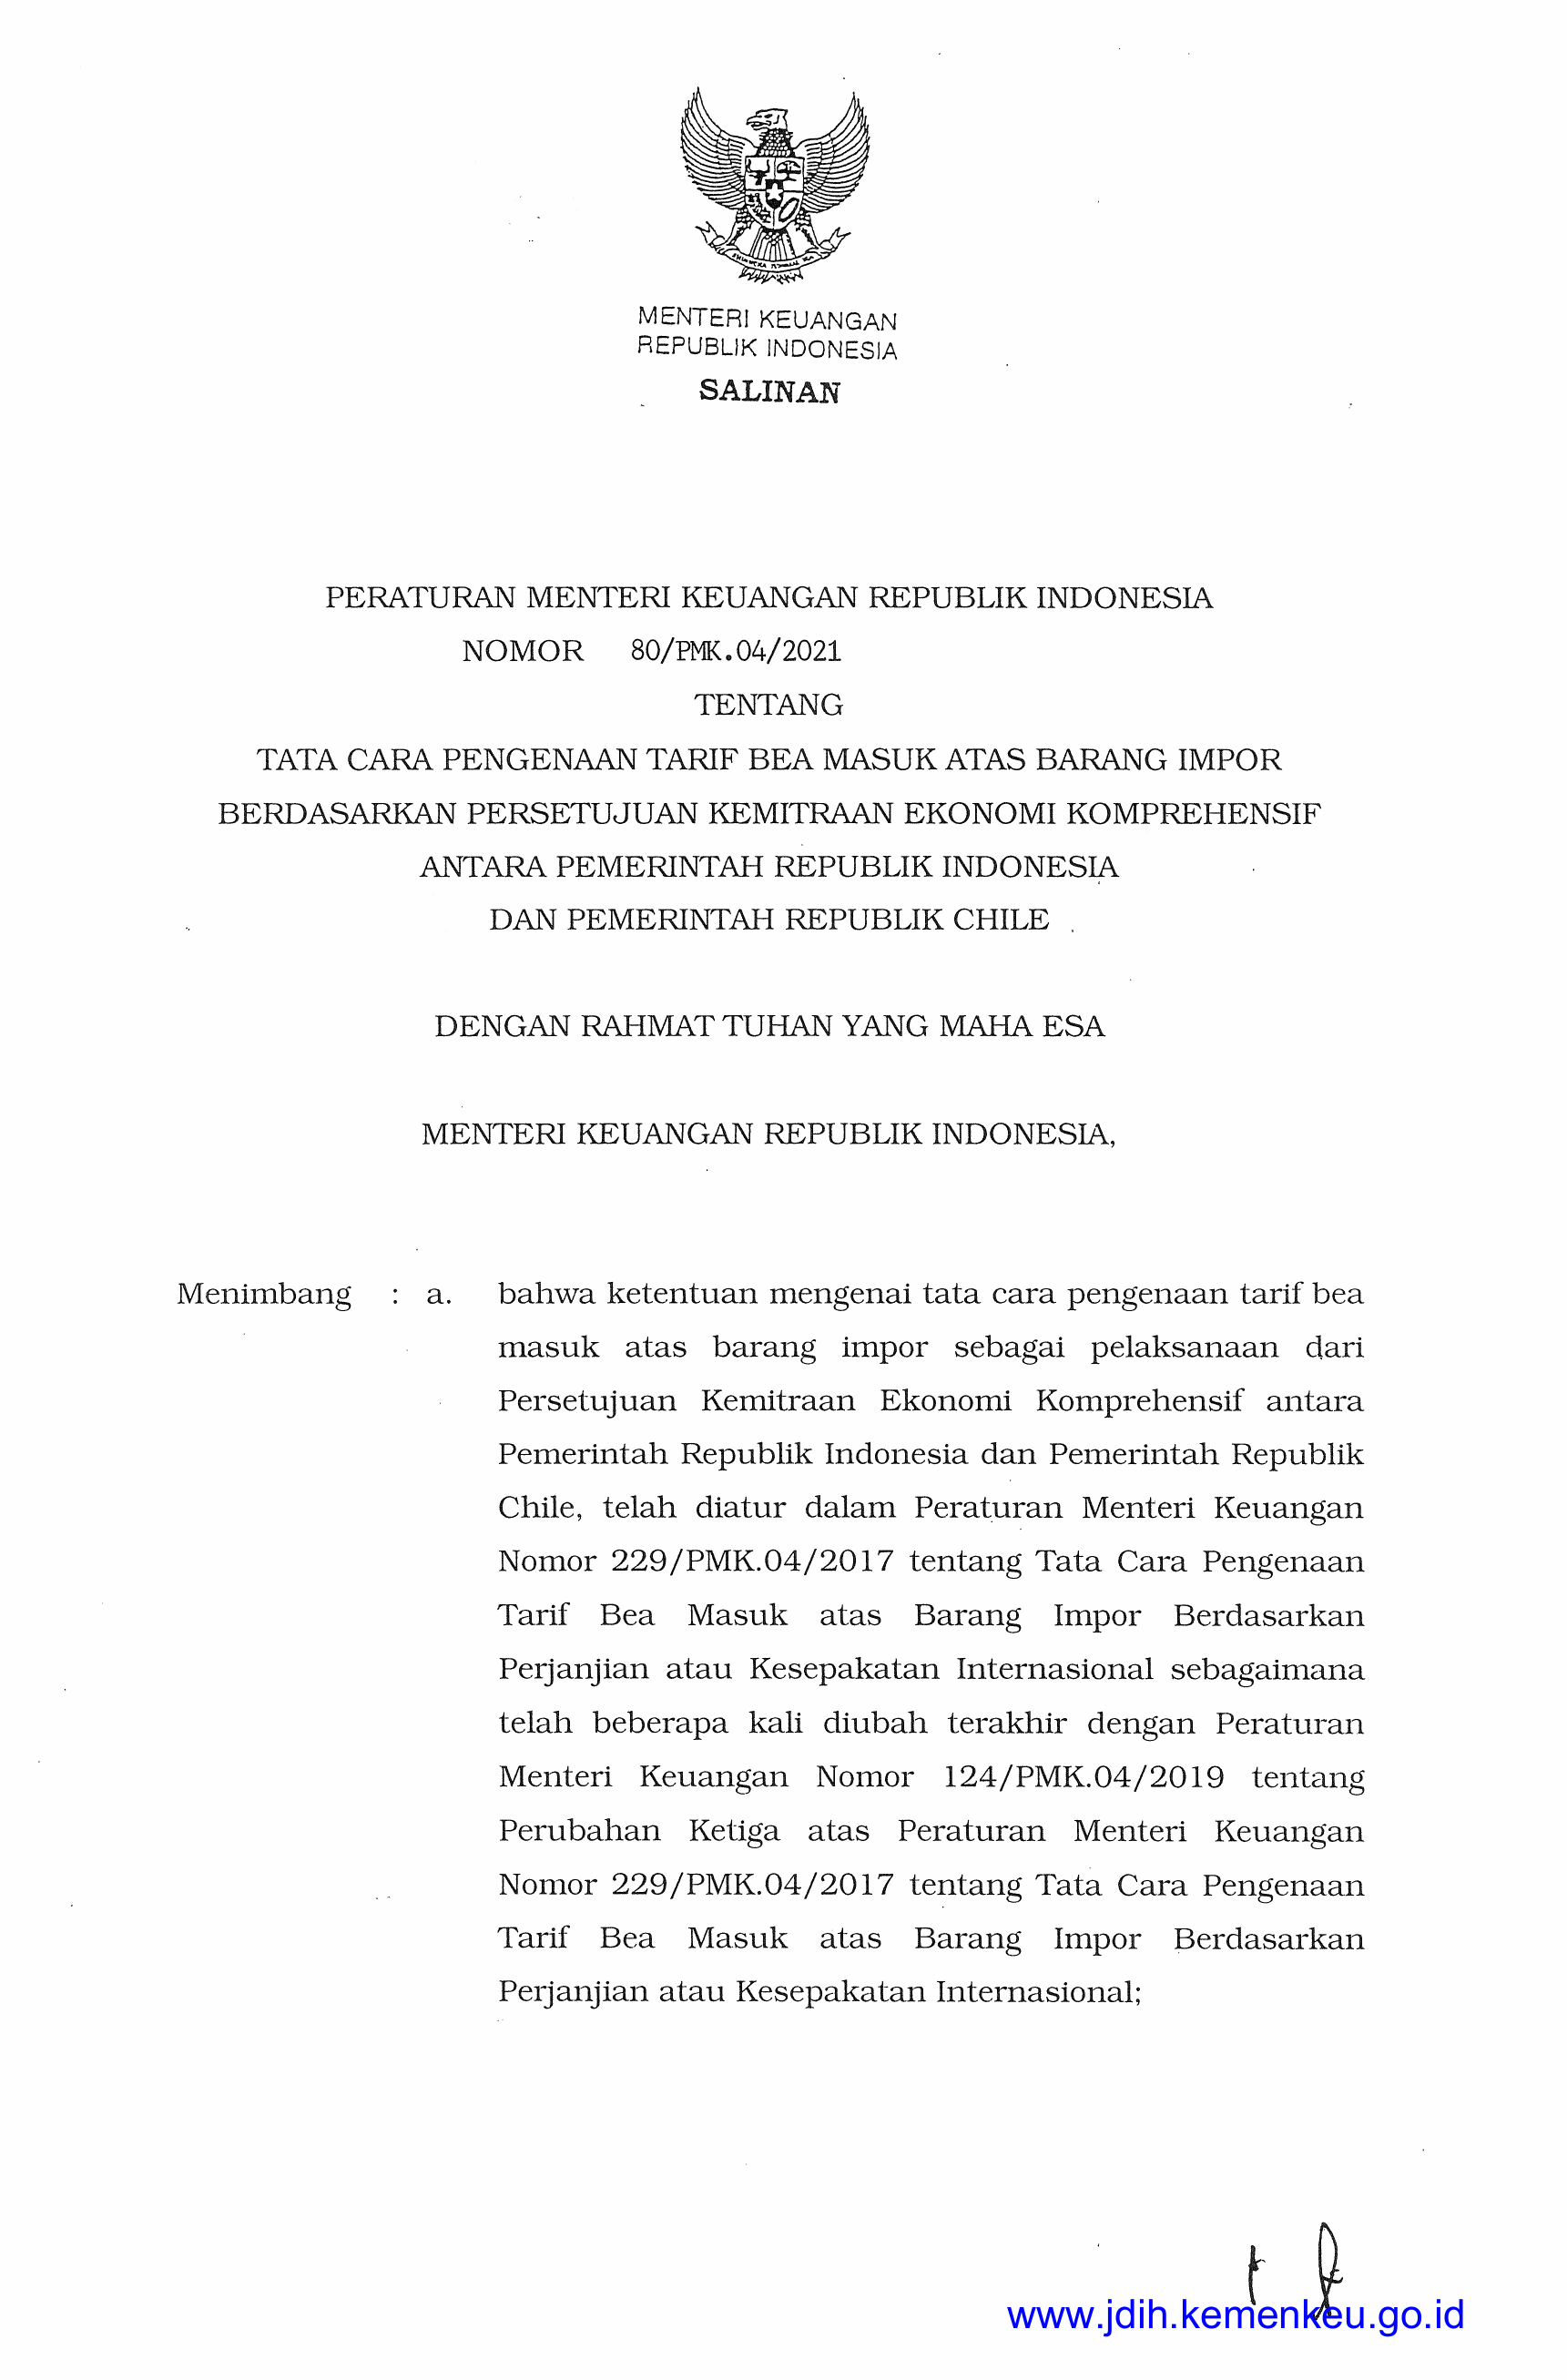 MENTERI KEUANGAN
REPUBLIK INDONESIA
SALINAN
PERATURAN MENTERI KEUANGAN REPUBLIK INDONESIA
NOMOR 80/PMK.04/2021
TENTANG
TATA CARA PENGENAAN TARIF BEA MASUK ATAS BARANG IMPOR
BERDASARKAN PERSETUJUAN KEMITRAAN EKONOMI KOMPREHENSIF
ANTARA PEMERINTAH REPUBLIK INDONESIA
DAN PEMERINTAH REPUBLIK CHILE
DENGAN RAHMAT TUHAN YANG MAHA ESA
MENTERI KEUANGAN REPUBLIK INDONESIA,
Menimbang : a. bahwa ketentuan mengenai tata cara pengenaan tarif bea
masuk atas barang impor sebagai pelaksanaan dari
Persetujuan Kemitraan Ekonomi Komprehensif antara
Pemerintah Republik Indonesia dan Pemerintah Republik
Chile, telah diatur dalam Peraturan Menteri Keuangan
Nomor 229/PMK.04/2017 tentang Tata Cara Pengenaan
Tarif Bea Masuk atas Barang Impor Berdasarkan
Perjanjian atau Kesepakatan Internasional sebagaimana
telah beberapa kali diubah terakhir dengan Peraturan
Menteri Keuangan Nomor 124/PMK.04/2019 tentang
Perubahan Ketiga atas Peraturan Menteri Keuangan
Nomor 229/PMK.04/2017 tentang Tata Cara Pengenaan
Tarif Bea Masuk atas Barang Impor Berdasarkan
Perjanjian atau Kesepakatan Internasional;
www.jdih.kemenkeu.go.id